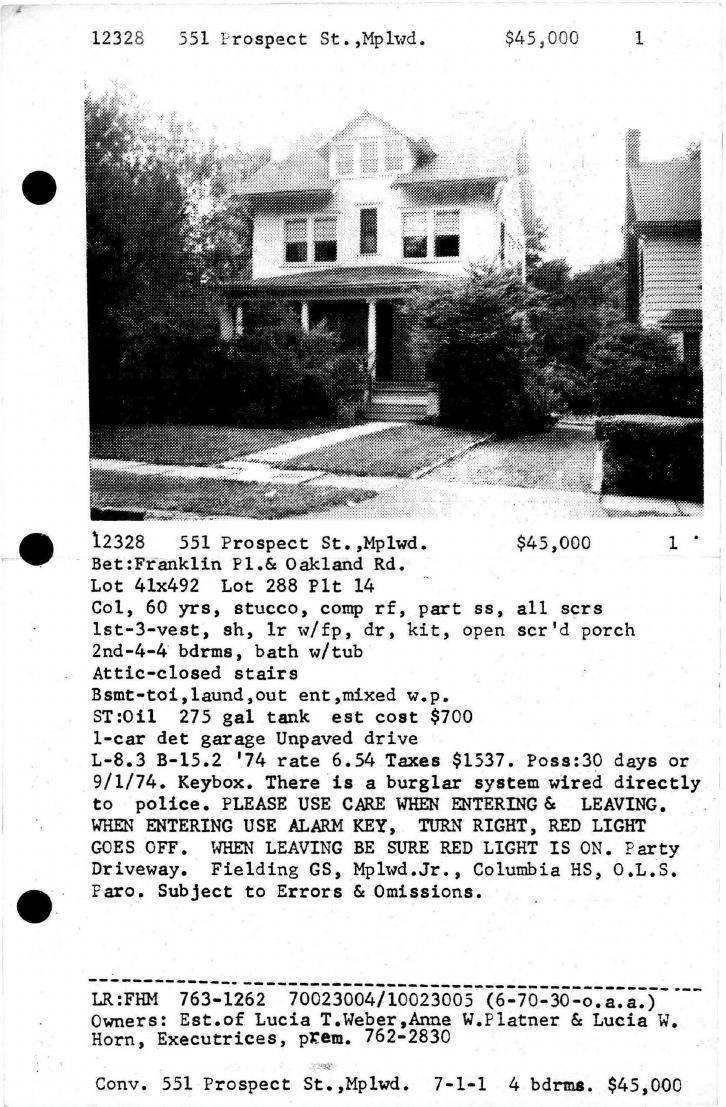 12328 551 Prospect St.,Mplwd. $45,000 1
12328 551 Prospect St.,Mplwd. $45,000 1
Bet:Franklin Pl.& Oakland Rd.
Lot 41x492 Lot 288 Plt 14
Col, 60 yrs, stucco, comp rf, part ss, all scrs
1st-3-vest, sh, lr w/fp, dr, kit, open scr'd porch
2nd-4-4 bdrms, bath w/tub
Attic-closed stairs
Bsmt-toi,laund,out ent,mixed w.p.
ST:Oil 275 gal tank est cost $700
1-car det garage Unpaved drive
L-8.3 B-15.2 '74 rate 6.54 Taxes $1537. Poss:30 days or
9/1/74. Keybox. There is a burglar system wired directly
to police. PLEASE USE CARE WHEN ENTERING & LEAVING.
WHEN ENTERING USE ALARM KEY, TURN RIGHT, RED LIGHT
GOES OFF. WHEN LEAVING BE SURE RED LIGHT IS ON. Party
Driveway. Fielding GS, Mplwd.Jr., Columbia HS, O.L.S.
Paro. Subject to Errors & Omissions.
LR:FHM 763-1262 70023004/10023005 (6-70-30-o.a.a.)
Owners: Est.of Lucia T.Weber,Anne W.Platner & Lucia W.
Horn, Executrices, prem. 762-2830
Conv. 551 Prospect St.,Mplwd. 7-1-1 4 bdrms. $45,000